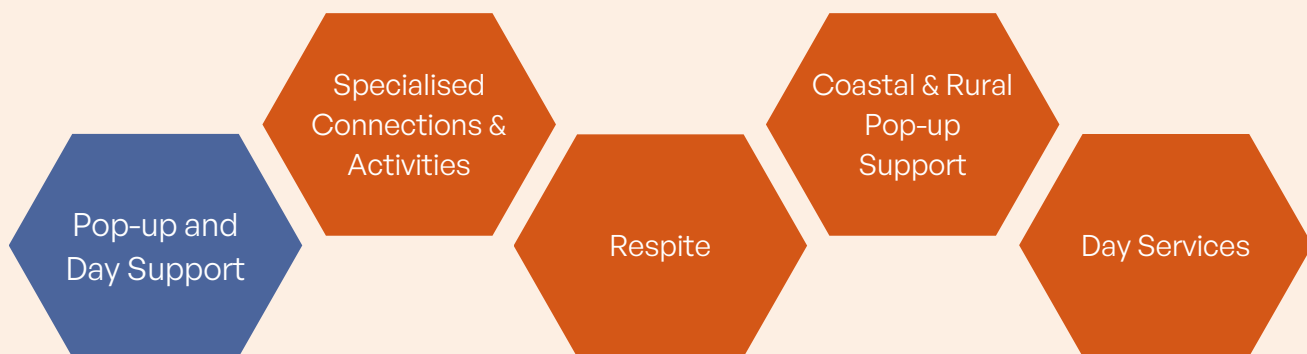 Pop-up and
Day Support
Specialised
Connections &
Activities
Respite
Coastal & Rural
Pop-up
Support
Day Services